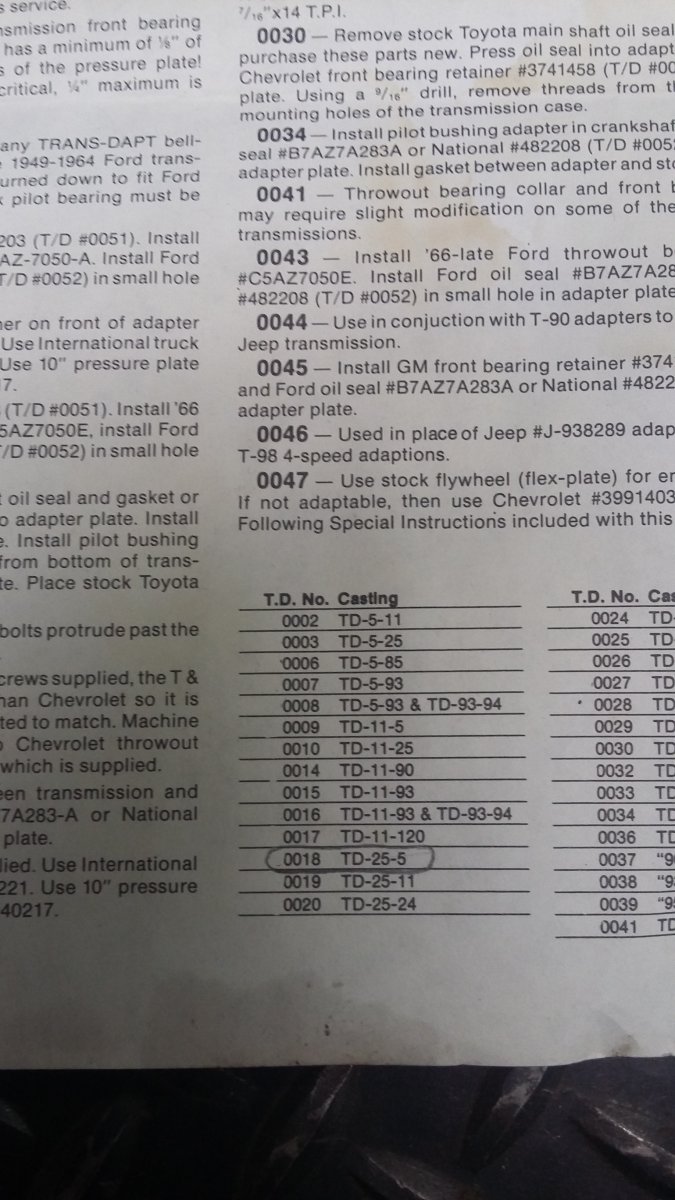 s service.
nsmission front bearing
has a minimum of ⅛" of
s of the pressure plate!
critical, ¼" maximum is
any TRANS-DAPT bell-
1949-1964 Ford trans-
urned down to fit Ford
pilot bearing must be
203 (T/D #0051). Install
AZ-7050-A. Install Ford
T/D #0052) in small hole
er on front of adapter
Use International truck
Use 10" pressure plate
7.
(T/D #0051). Install '66
5AZ7050E, install Ford
/D #0052) in small hole
oil seal and gasket or
o adapter plate. Install
e. Install pilot bushing
from bottom of trans-
te. Place stock Toyota
bolts protrude past the
crews supplied, the T &
han Chevrolet so it is
ted to match. Machine
o Chevrolet throwout
which is supplied.
een transmission and
7A283-A or National
plate.
lied. Use International
221. Use 10" pressure
40217.
7/16"x14 T.P.I.
0030 — Remove stock Toyota main shaft oil seal
purchase these parts new. Press oil seal into adapt
Chevrolet front bearing retainer #3741458 (T/D #00
plate. Using a 9/16" drill, remove threads from t
mounting holes of the transmission case.
0034 — Install pilot bushing adapter in crankshaf
seal #B7AZ7A283A or National #482208 (T/D #005
adapter plate. Install gasket between adapter and sto
0041 — Throwout bearing collar and front b
may require slight modification on some of the
transmissions.
0043 — Install '66-late Ford throwout b
#C5AZ7050E. Install Ford oil seal #B7AZ7A28
#482208 (T/D #0052) in small hole in adapter plate
0044 — Use in conjuction with T-90 adapters to
Jeep transmission.
0045 — Install GM front bearing retainer #374
and Ford oil seal #B7AZ7A283A or National #4822
adapter plate.
0046 — Used in place of Jeep #J-938289 adap
T-98 4-speed adaptions.
0047 — Use stock flywheel (flex-plate) for en
If not adaptable, then use Chevrolet #3991403
Following Special Instructions included with this
T.D. No. Casting
0002 TD-5-11
0003 TD-5-25
0006 TD-5-85
0007 TD-5-93
0008 TD-5-93 & TD-93-94
0009 TD-11-5
0010 TD-11-25
0014 TD-11-90
0015 TD-11-93
0016 TD-11-93 & TD-93-94
0017 TD-11-120
0018 TD-25-5
0019 TD-25-11
0020 TD-25-24
T.D. No. Cas
0024 TD-
0025 TD-
0026 TD
0027 TD
0028 TD
0029 TD
0030 TD
0032 TD
0033 TD
0034 TD
0036 TD
0037 "9
0038 "9
0039 "9
0041 TD